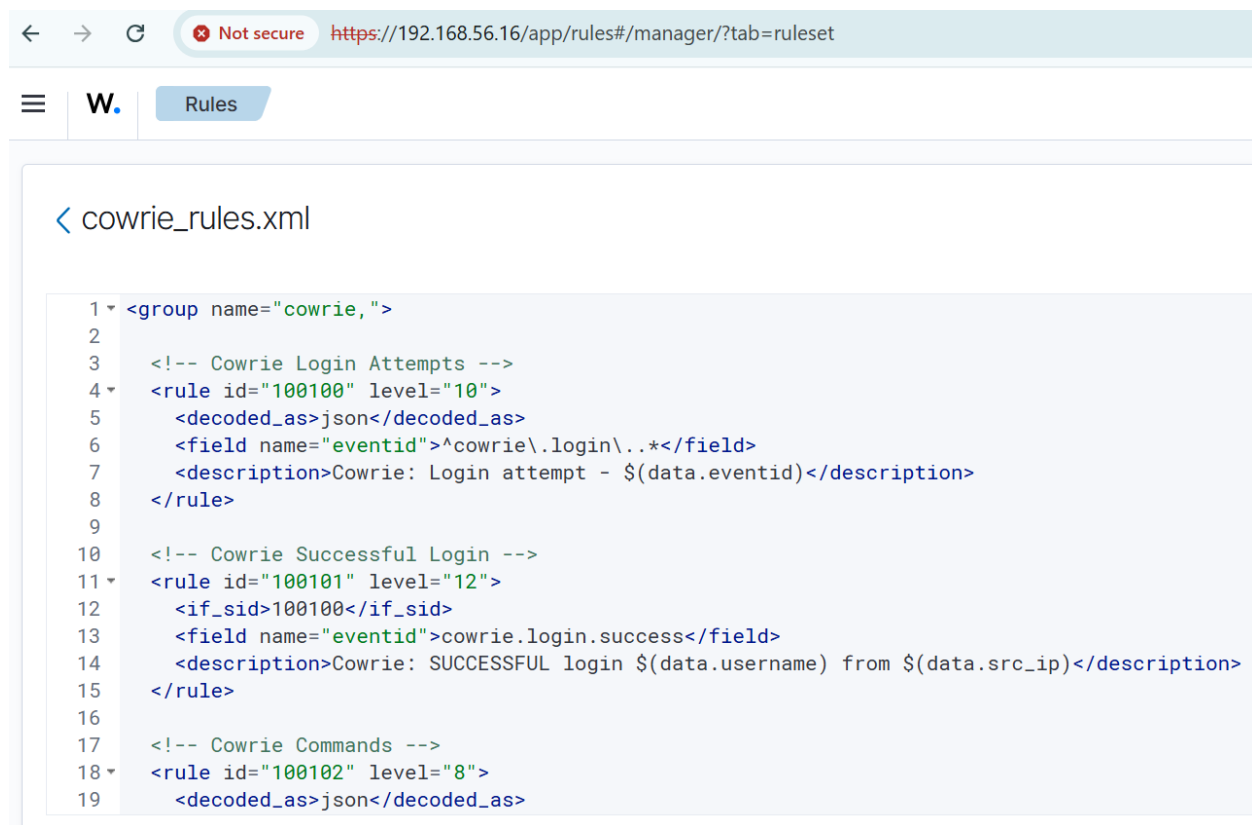 Not secure https://192.168.56.16/app/rules#/manager/?tab=ruleset
W. Rules
cowrie_rules.xml
1 <group name="cowrie,">
2
3 <!-- Cowrie Login Attempts -->
4 <rule id="100100" level="10">
5 <decoded_as>json</decoded_as>
6 <field name="eventid">^cowrie\.login\..*</field>
7 <description>Cowrie: Login attempt - $(data.eventid)</description>
8 </rule>
9
10 <!-- Cowrie Successful Login -->
11 <rule id="100101" level="12">
12 <if_sid>100100</if_sid>
13 <field name="eventid">cowrie.login.success</field>
14 <description>Cowrie: SUCCESSFUL login $(data.username) from $(data.src_ip)</description>
15 </rule>
16
17 <!-- Cowrie Commands -->
18 <rule id="100102" level="8">
19 <decoded_as>json</decoded_as>